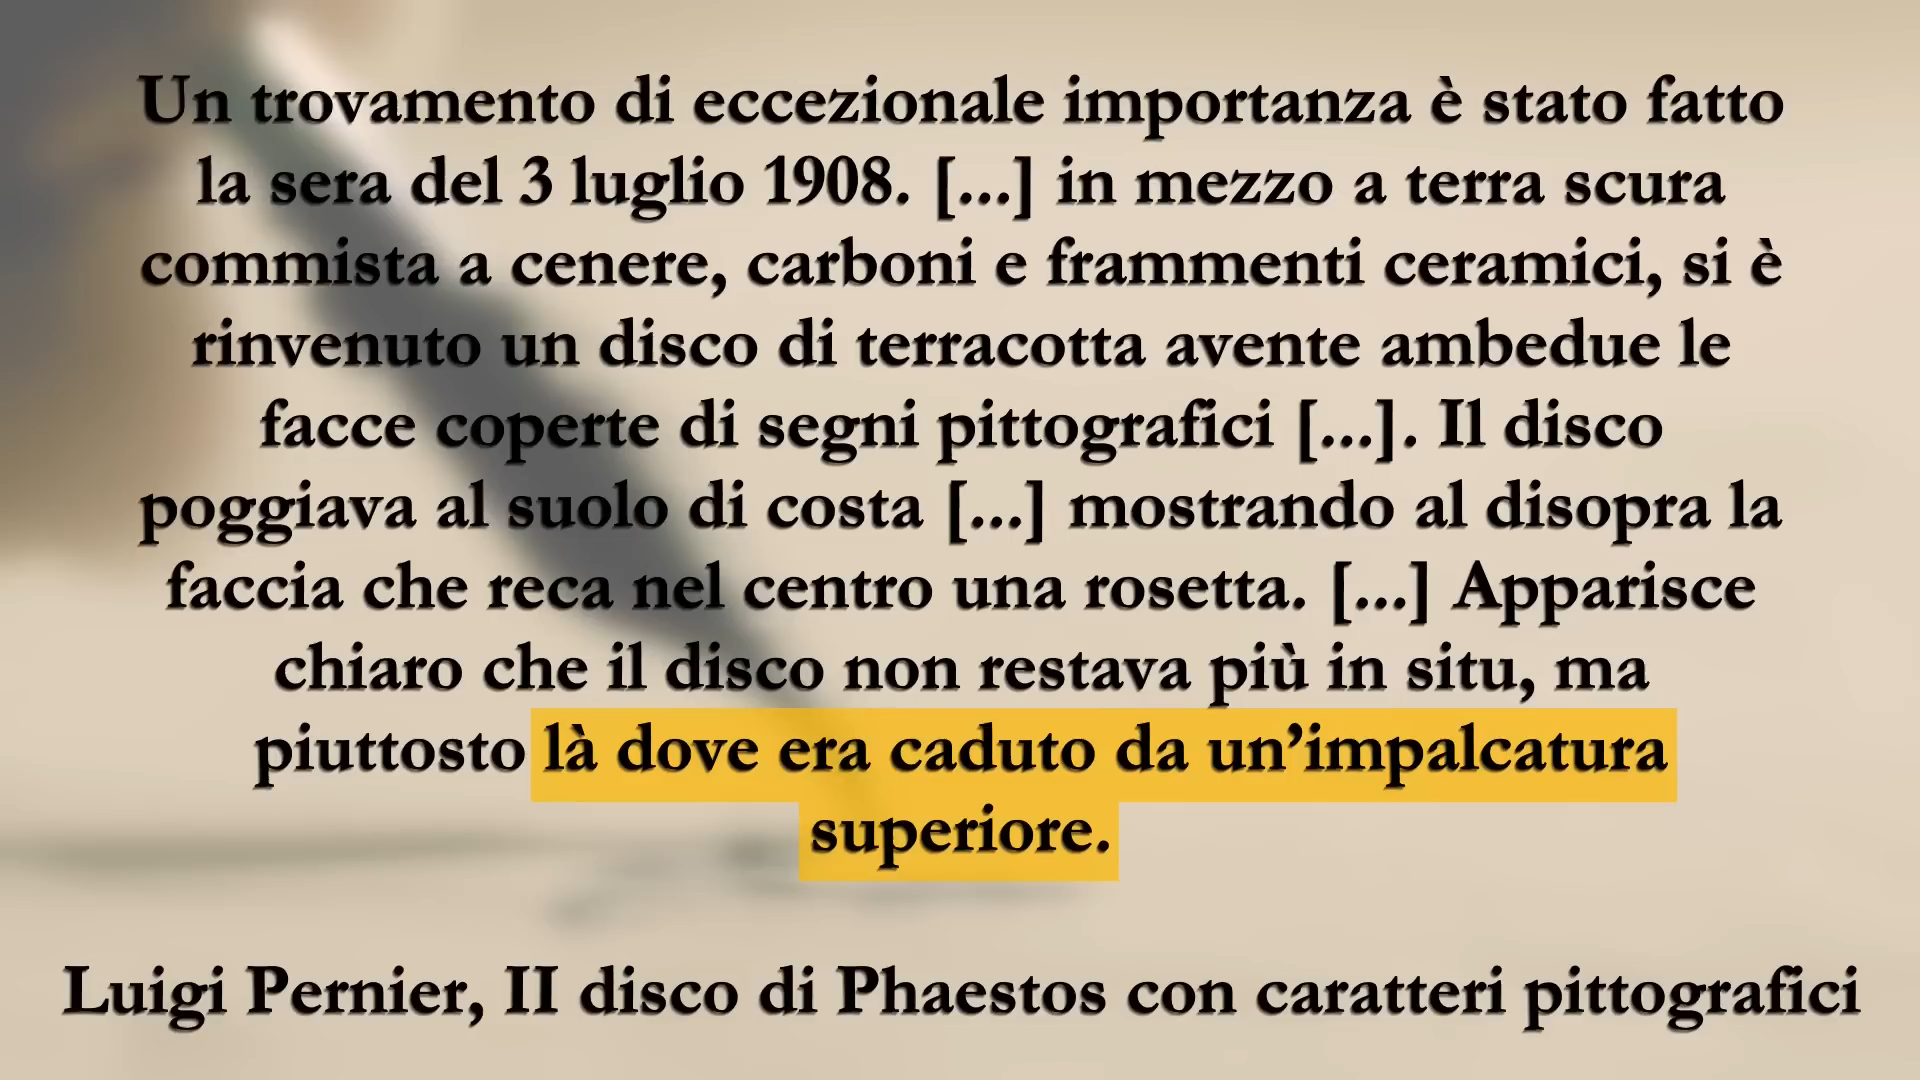 Un trovamento di eccezionale importanza è stato fatto
la sera del 3 luglio 1908. [...] in mezzo a terra scura
commista a cenere, carboni e frammenti ceramici, si è
rinvenuto un disco di terracotta avente ambedue le
facce coperte di segni pittografici [...]. Il disco
poggiava al suolo di costa [...] mostrando al disopra la
faccia che reca nel centro una rosetta. [...] Apparisce
chiaro che il disco non restava più in situ, ma
piuttosto là dove era caduto da un’impalcatura
superiore.
Luigi Pernier, II disco di Phaestos con caratteri pittografici